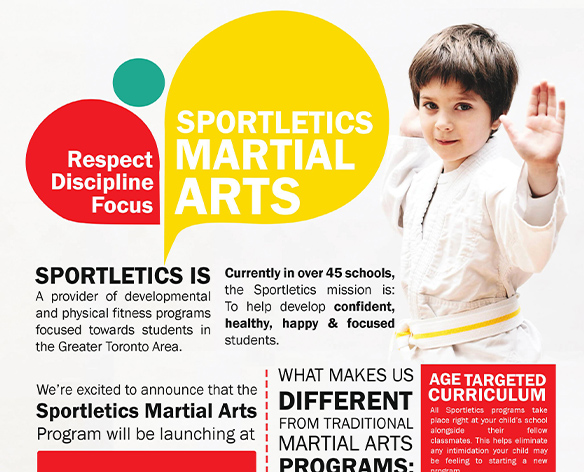 Respect
Discipline
Focus
SPORTLETICS
MARTIAL
ARTS
SPORTLETICS IS
A provider of developmental
and physical fitness programs
focused towards students in
the Greater Toronto Area.
Currently in over 45 schools,
the Sportletics mission is:
To help develop confident,
healthy, happy & focused
students.
We're excited to announce that the
Sportletics Martial Arts
Program will be launching at
WHAT MAKES US
DIFFERENT
FROM TRADITIONAL
MARTIAL ARTS
PROGRAMS:
AGE TARGETED
CURRICULUM
All Sportletics programs take
place right at your child's school
alongside their fellow
classmates. This helps eliminate
any intimidation your child may
be feeling to starting a new
program.